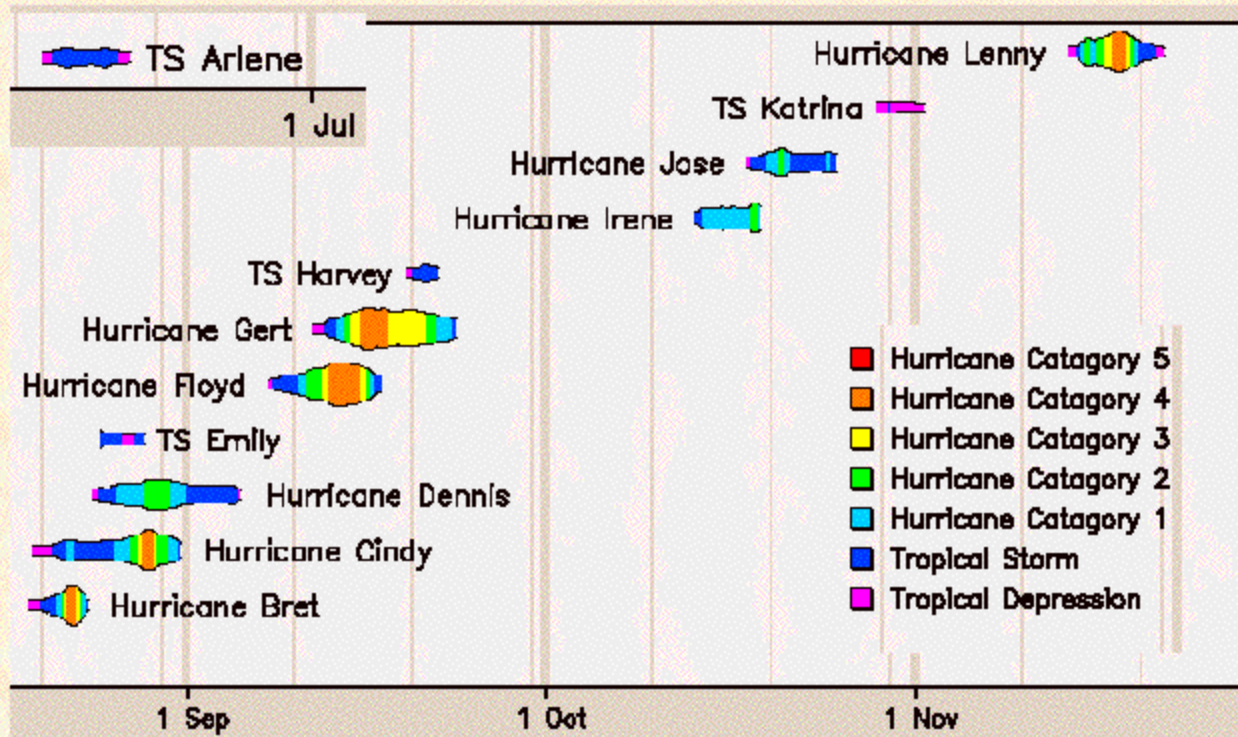 TS Arlene
1 Jul
Hurricane Lenny
TS Katrina
Hurricane Jose
Hurricane Irene
TS Harvey
Hurricane Gert
Hurricane Floyd
TS Emily
Hurricane Dennis
Hurricane Cindy
Hurricane Bret
Hurricane Catagory 5
Hurricane Catagory 4
Hurricane Catagory 3
Hurricane Catagory 2
Hurricane Catagory 1
Tropical Storm
Tropical Depression
1 Sep
1 Oct
1 Nov